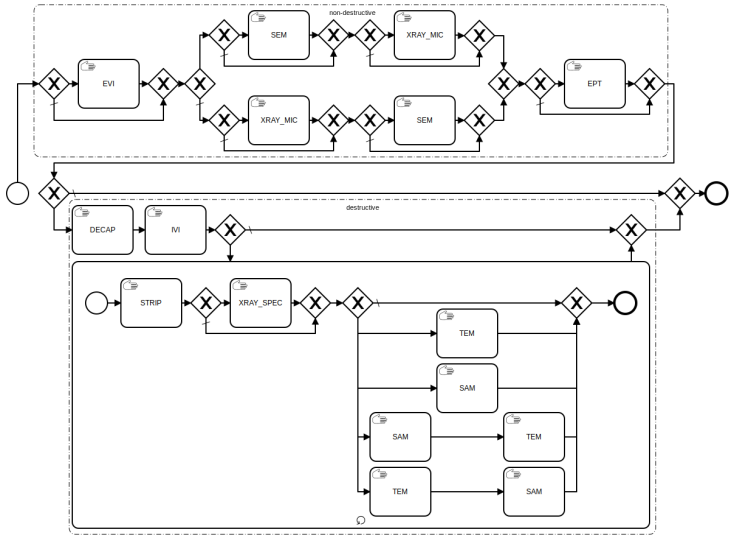 non-destructive
SEM
XRAY_MIC
EVI
EPT
XRAY_MIC
SEM
destructive
DECAP
IVI
STRIP
XRAY_SPEC
TEM
SAM
SAM
TEM
TEM
SAM